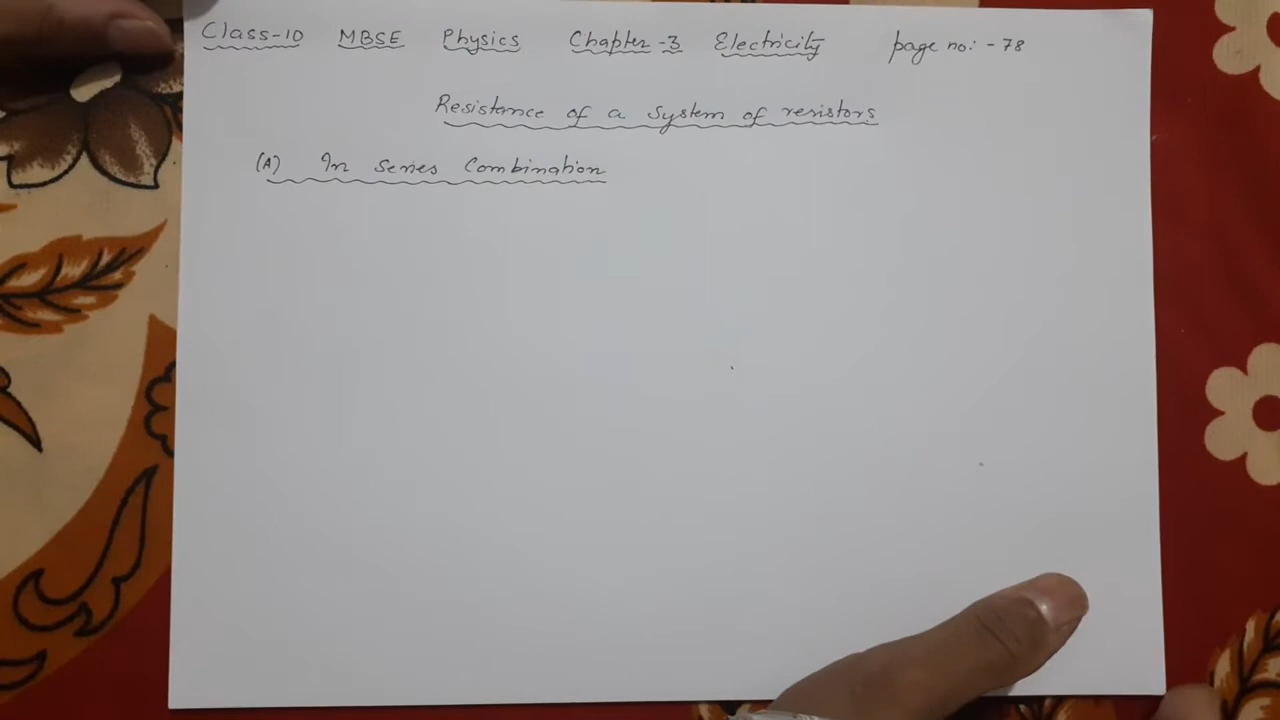 Class-10 MBSE Physics Chapter-3 Electricity page no:-78
Resistance of a System of resistors
(A) In Series Combination